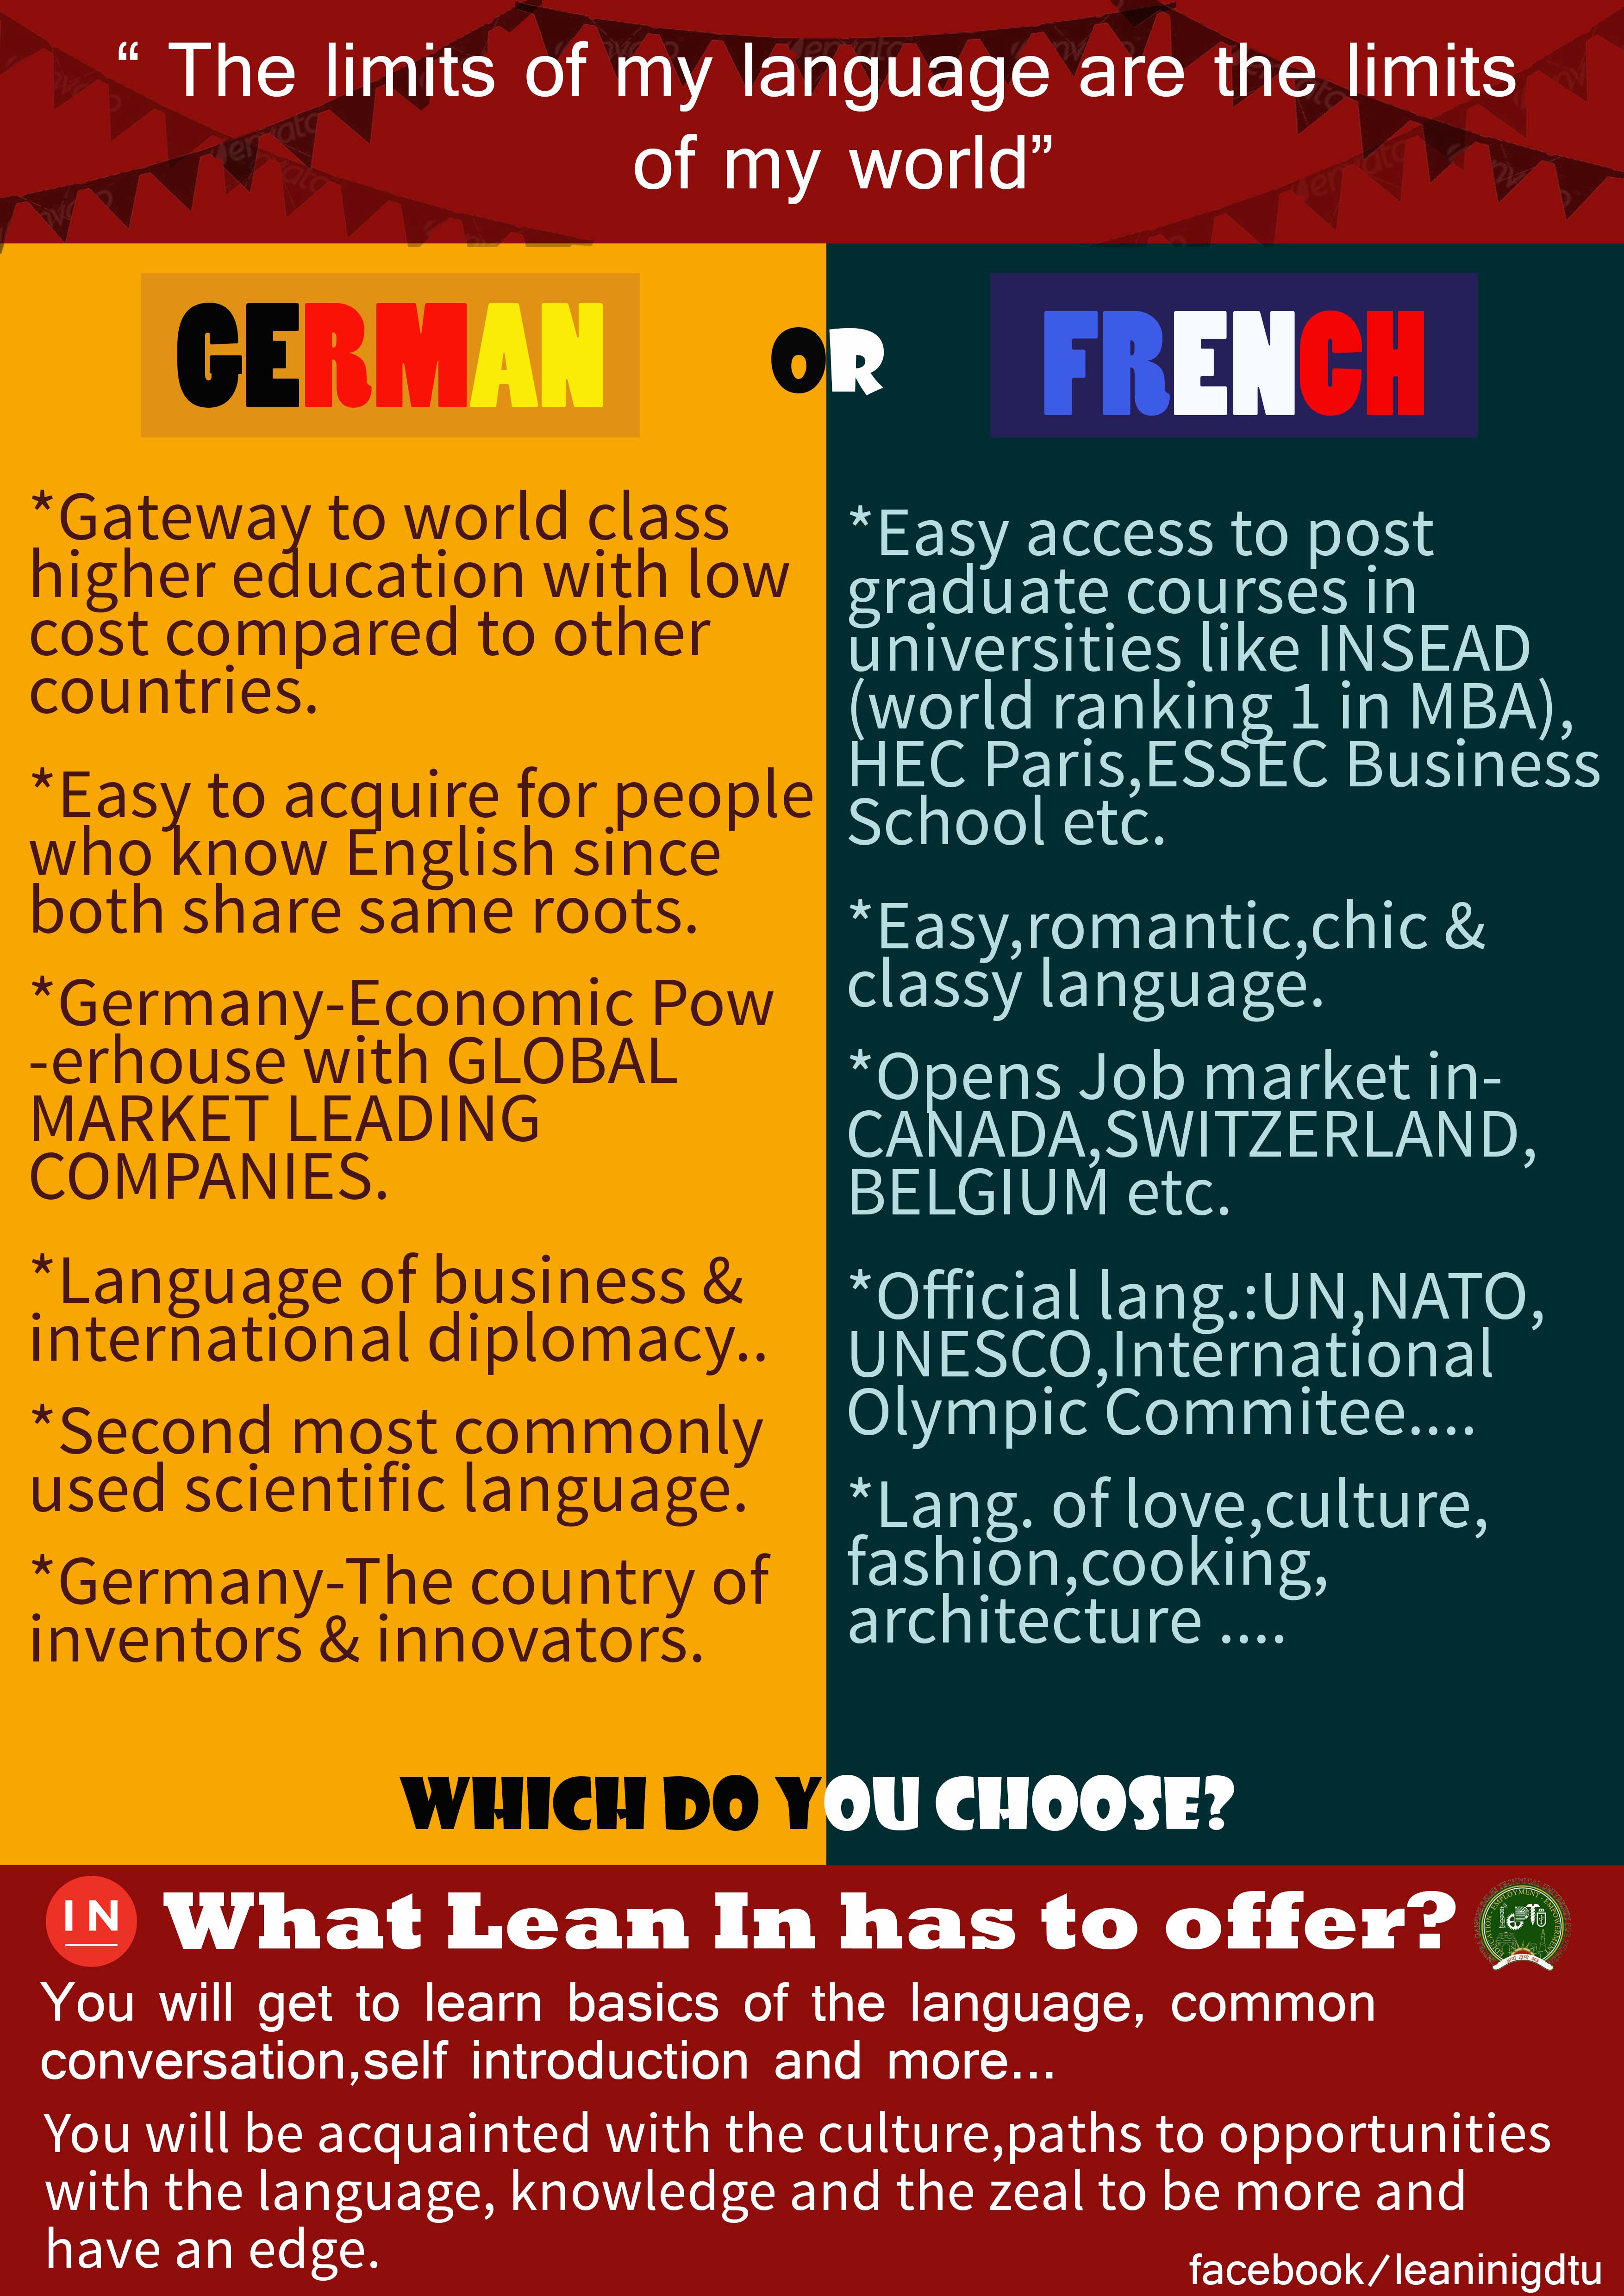 “ The limits of my language are the limits
of my world”
GERMAN
OR
FRENCH
*Gateway to world class
higher education with low
cost compared to other
countries.
*Easy to acquire for people
who know English since
both share same roots.
*Germany-Economic Pow
-erhouse with GLOBAL
MARKET LEADING
COMPANIES.
*Language of business &
international diplomacy..
*Second most commonly
used scientific language.
*Germany-The country of
inventors & innovators.
*Easy access to post
graduate courses in
universities like INSEAD
(world ranking 1 in MBA),
HEC Paris,ESSEC Business
School etc.
*Easy,romantic,chic &
classy language.
*Opens Job market in-
CANADA,SWITZERLAND,
BELGIUM etc.
*Official lang.:UN,NATO,
UNESCO,International
Olympic Commitee....
*Lang. of love,culture,
fashion,cooking,
architecture ....
WHICH DO YOU CHOOSE?
IN
What Lean In has to offer?
You will get to learn basics of the language, common
conversation,self introduction and more...
You will be acquainted with the culture,paths to opportunities
with the language, knowledge and the zeal to be more and
have an edge.
facebook/leaninigdtu